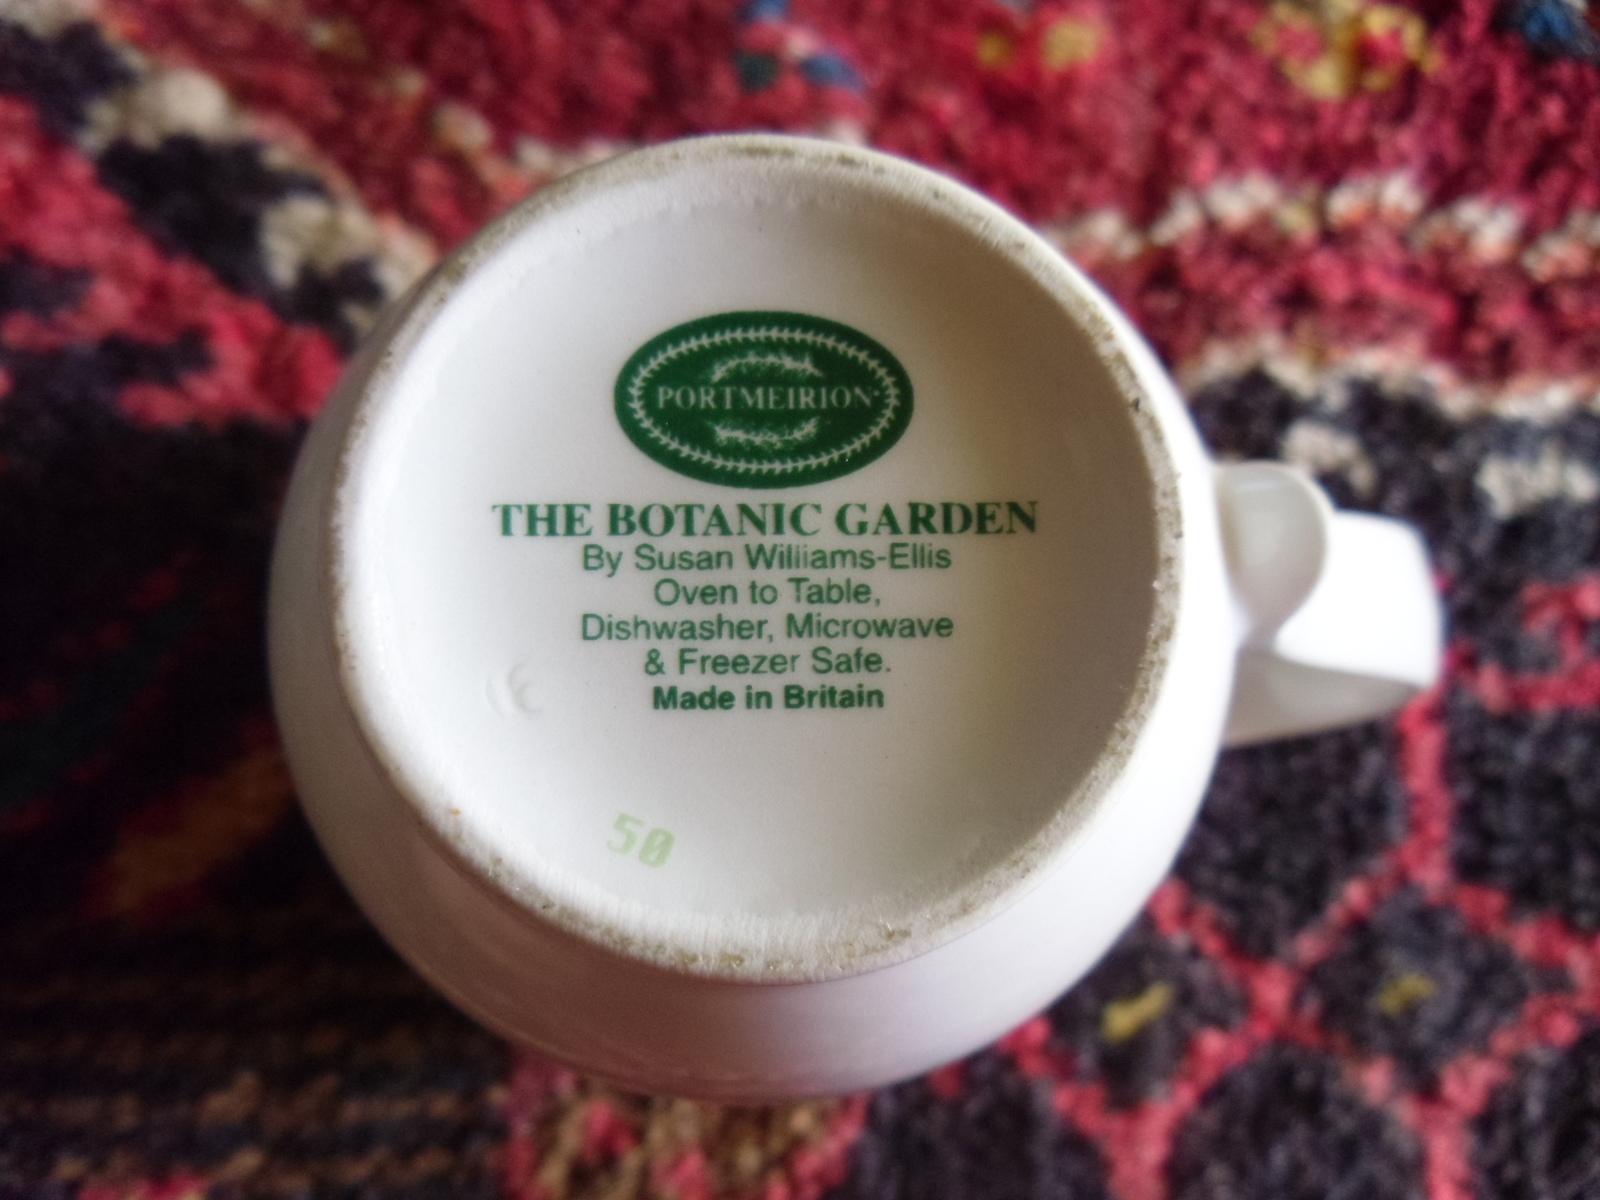 PORTMEIRION
THE BOTANIC GARDEN
By Susan Williams-Ellis
Oven to Table,
Dishwasher, Microwave
& Freezer Safe.
Made in Britain
50